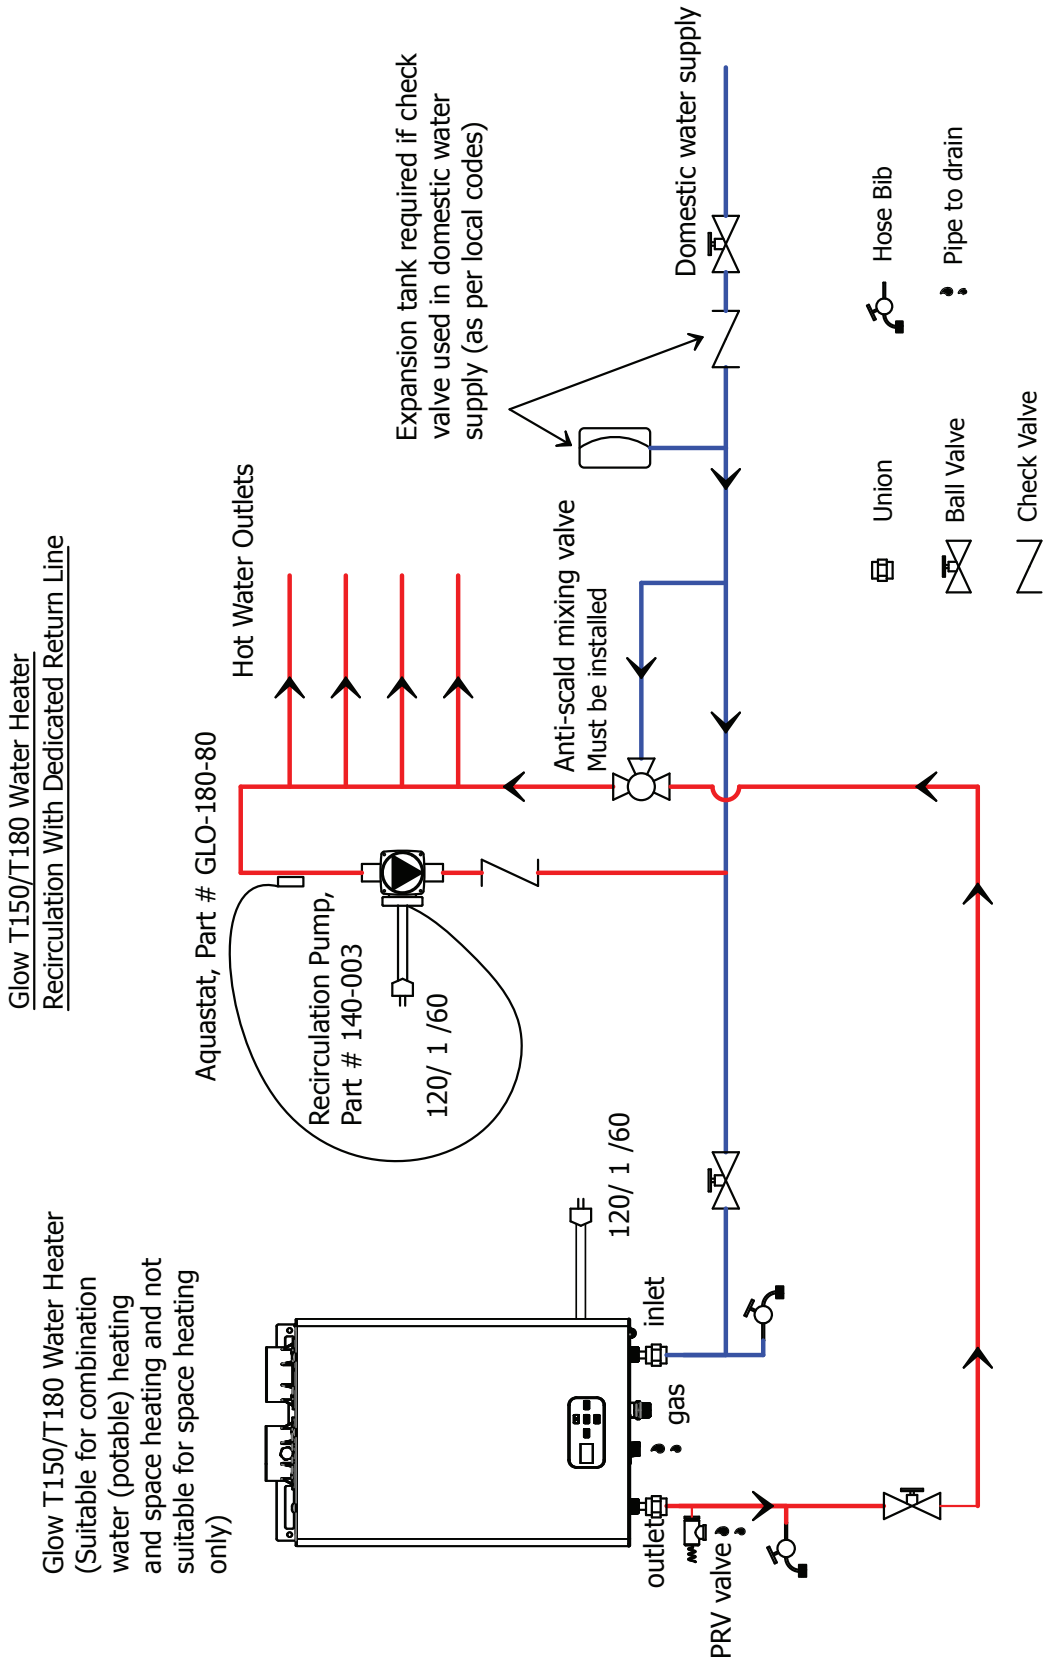 Glow T150/T180 Water Heater
Recirculation With Dedicated Return Line
Glow T150/T180 Water Heater
(Suitable for combination
water (potable) heating
and space heating and not
suitable for space heating
only)
Aquastat, Part # GLO-180-80
Hot Water Outlets
Recirculation Pump,
Part # 140-003
120/ 1 /60
Expansion tank required if check
valve used in domestic water
supply (as per local codes)
Anti-scald mixing valve
Must be installed
Domestic water supply
120/ 1 /60
outlet
gas
inlet
PRV valve
Union
Hose Bib
Ball Valve
Pipe to drain
Check Valve